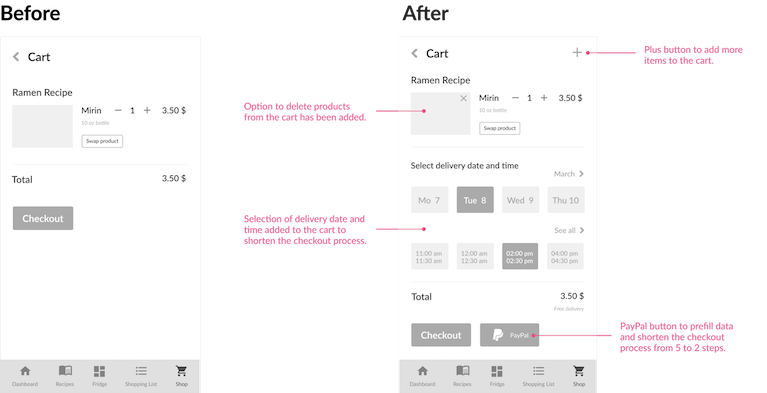 Before
After
Cart
Ramen Recipe
Mirin
1
3.50 $
10 oz bottle
Swap product
Total
3.50 $
Checkout
Dashboard
Recipes
Fridge
Shopping List
Shop
Option to delete products
from the cart has been added.
Selection of delivery date and
time added to the cart to
shorten the checkout process.
Cart
Ramen Recipe
Mirin
1
3.50 $
10 oz bottle
Swap product
Select delivery date and time
March
Mo 7
Tue 8
Wed 9
Thu 10
See all
11:00 am
11:30 am
12:00 am
12:30 am
02:00 pm
02:30 pm
04:00 pm
04:30 pm
Total
3.50 $
Free delivery
Checkout
PayPal
Dashboard
Recipes
Fridge
Shopping List
Shop
Plus button to add more
items to the cart.
PayPal button to prefill data
and shorten the checkout
process from 5 to 2 steps.